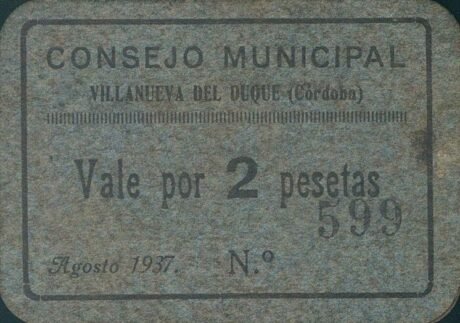 CONSEJO MUNICIPAL
VILLANUEVA DEL DUQUE (Córdoba)
Vale por 2 pesetas
599
Agosto 1937. N.º